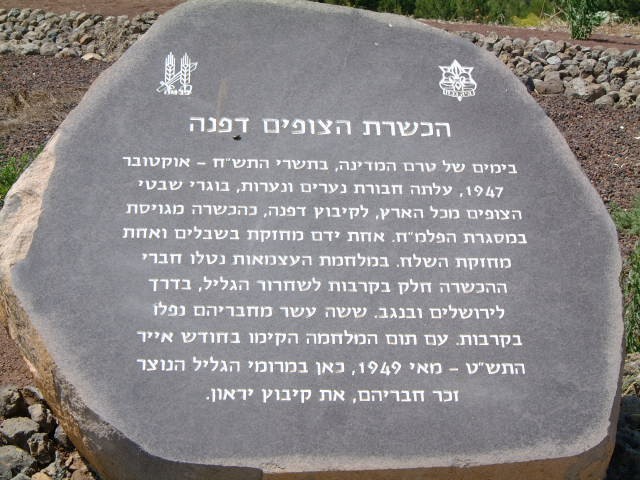 הכשרת הצופים דפנה
בימים של טרם המדינה, בתשרי התש"ח – אוקטובר
1947, עלתה חבורת נערים ונערות, בוגרי שבטי
הצופים מכל הארץ, לקיבוץ דפנה, כהכשרה מגויסת
במסגרת הפלמ"ח. אחת ידם מחזקת בשבלים ואחת
מחזקת השלח. במלחמת העצמאות נטלו חברי
ההכשרה חלק בקרבות לשחרור הגליל, בדרך
לירושלים ובנגב. ששה עשר מחבריהם נפלו
בקרבות. עם תום המלחמה הקימו בחודש אייר
התש"ט – מאי 1949, כאן במרומי הגליל הנוצר
זכר חבריהם, את קיבוץ יראון.